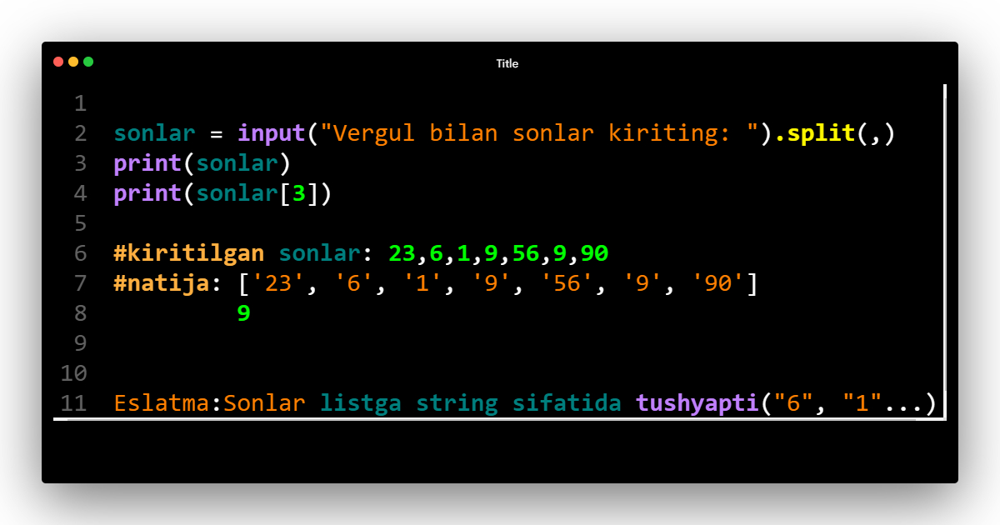 Title
1
2 sonlar = input("Vergul bilan sonlar kiriting: ").split(,)
3 print(sonlar)
4 print(sonlar[3])
5
6 #kiritilgan sonlar: 23,6,1,9,56,9,90
7 #natija: ['23', '6', '1', '9', '56', '9', '90']
8 9
9
10
11 Eslatma:Sonlar listga string sifatida tushyapti("6", "1"...)